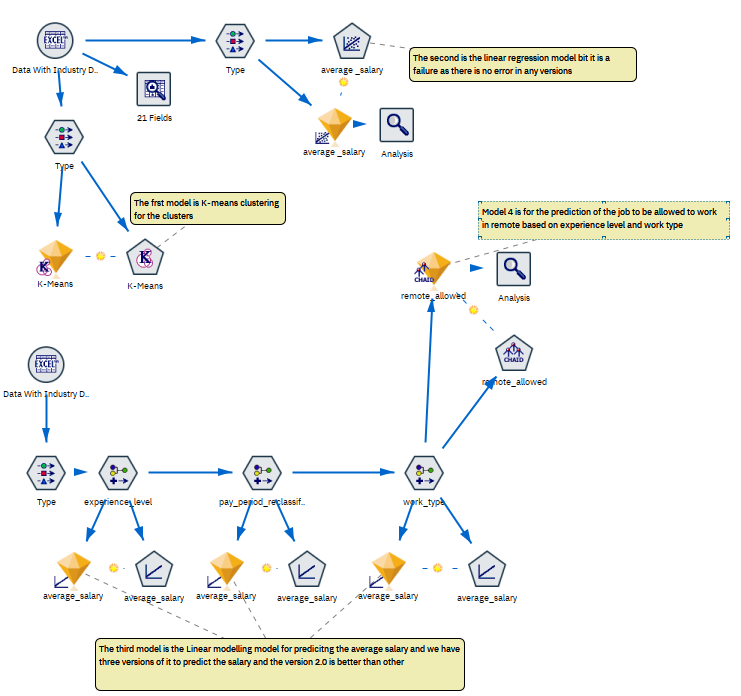 EXCEL
Data With Industry D..
Type
average _salary
The second is the linear regression model bit it is a
failure as there is no error in any versions
21 Fields
average _salary
Analysis
Type
The frst model is K-means clustering
for the clusters
K
K
K-Means
K-Means
Model 4 is for the prediction of the job to be allowed to work
in remote based on experience level and work type
CHAID
remote_allowed
Analysis
CHAID
remote_allowed
EXCEL
Data With Industry D..
Type
experience_level
pay_period_reclassif..
work_type
average_salary
average_salary
average_salary
average_salary
average_salary
average_salary
The third model is the Linear modelling model for predicitng the average salary and we have
three versions of it to predict the salary and the version 2.0 is better than other